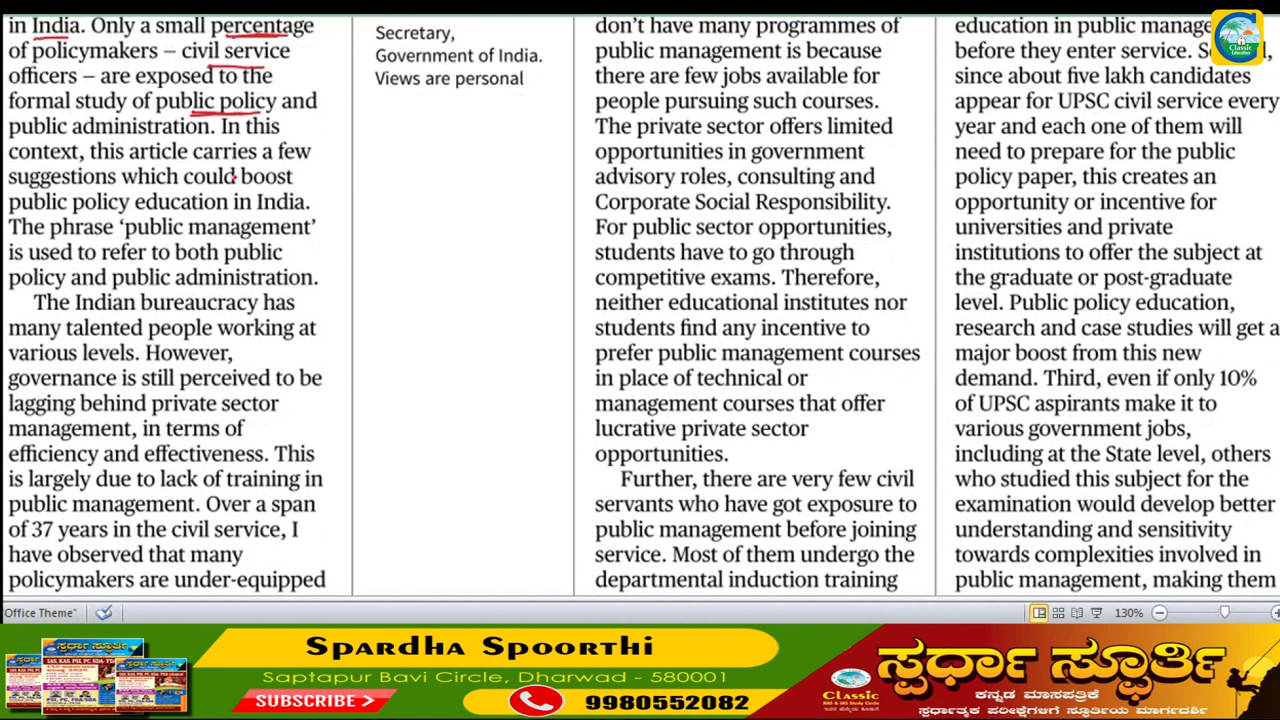 in India. Only a small percentage
of policymakers – civil service
officers – are exposed to the
formal study of public policy and
public administration. In this
context, this article carries a few
suggestions which could boost
public policy education in India.
The phrase ‘public management’
is used to refer to both public
policy and public administration.
The Indian bureaucracy has
many talented people working at
various levels. However,
governance is still perceived to be
lagging behind private sector
management, in terms of
efficiency and effectiveness. This
is largely due to lack of training in
public management. Over a span
of 37 years in the civil service, I
have observed that many
policymakers are under-equipped
Secretary,
Government of India.
Views are personal
don’t have many programmes of
public management is because
there are few jobs available for
people pursuing such courses.
The private sector offers limited
opportunities in government
advisory roles, consulting and
Corporate Social Responsibility.
For public sector opportunities,
students have to go through
competitive exams. Therefore,
neither educational institutes nor
students find any incentive to
prefer public management courses
in place of technical or
management courses that offer
lucrative private sector
opportunities.
Further, there are very few civil
servants who have got exposure to
public management before joining
service. Most of them undergo the
departmental induction training
education in public manage
before they enter service.
since about five lakh candidates
appear for UPSC civil service every
year and each one of them will
need to prepare for the public
policy paper, this creates an
opportunity or incentive for
universities and private
institutions to offer the subject at
the graduate or post-graduate
level. Public policy education,
research and case studies will get a
major boost from this new
demand. Third, even if only 10%
of UPSC aspirants make it to
various government jobs,
including at the State level, others
who studied this subject for the
examination would develop better
understanding and sensitivity
towards complexities involved in
public management, making them
Classic
Education
Office Theme"
130%
Spardha Spoorthi
Saptapur Bavi Circle, Dharwad - 580001
SUBSCRIBE
9980552082
Classic
IAS & KAS Study Circle
ಸ್ಪರ್ಧಾ ಸ್ಫೂರ್ತಿ
ಕನ್ನಡ ಮಾಸಪತ್ರಿಕೆ
ಸ್ಪರ್ಧಾತ್ಮಕ ಪರೀಕ್ಷೆಗಳಿಗೆ ಸ್ಫೂರ್ತಿಯ ಮಾರ್ಗದರ್ಶಿ